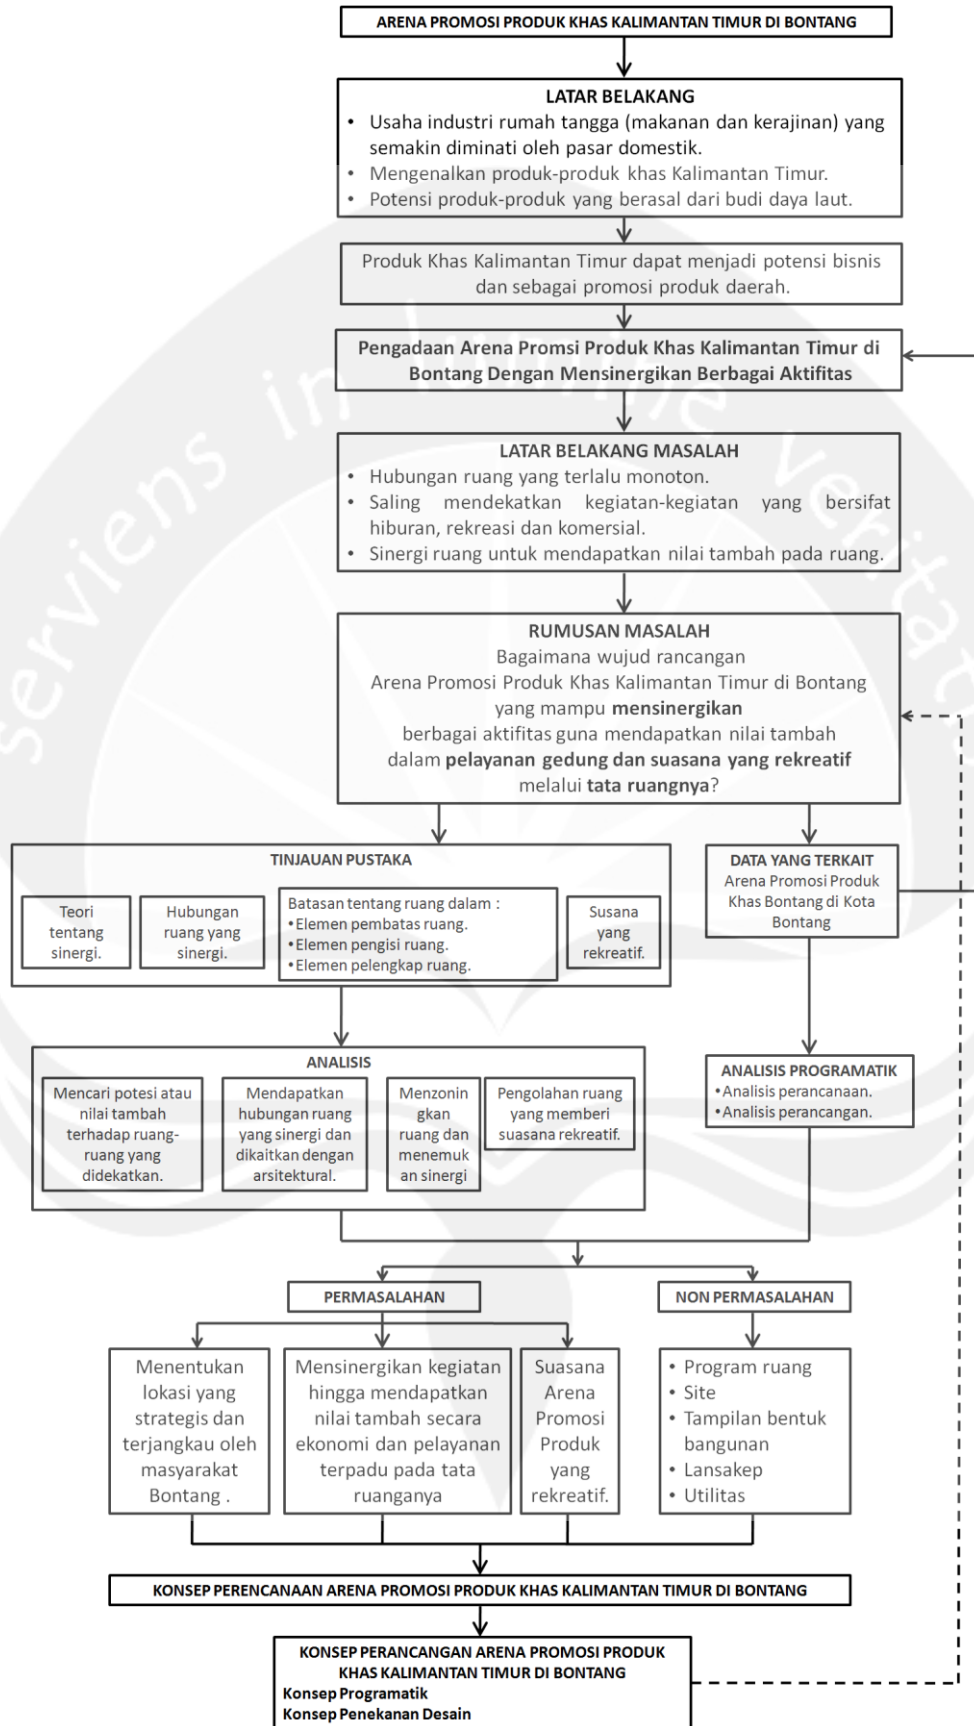 ARENA PROMOSI PRODUK KHAS KALIMANTAN TIMUR DI BONTANG
LATAR BELAKANG
• Usaha industri rumah tangga (makanan dan kerajinan) yang
semakin diminati oleh pasar domestik.
• Mengenalkan produk-produk khas Kalimantan Timur.
• Potensi produk-produk yang berasal dari budi daya laut.
Produk Khas Kalimantan Timur dapat menjadi potensi bisnis
dan sebagai promosi produk daerah.
Pengadaan Arena Promsi Produk Khas Kalimantan Timur di
Bontang Dengan Mensinergikan Berbagai Aktifitas
LATAR BELAKANG MASALAH
• Hubungan ruang yang terlalu monoton.
• Saling mendekatkan kegiatan-kegiatan yang bersifat
hiburan, rekreasi dan komersial.
• Sinergi ruang untuk mendapatkan nilai tambah pada ruang.
RUMUSAN MASALAH
Bagaimana wujud rancangan
Arena Promosi Produk Khas Kalimantan Timur di Bontang
yang mampu mensinergikan
berbagai aktifitas guna mendapatkan nilai tambah
dalam pelayanan gedung dan suasana yang rekreatif
melalui tata ruangnya?
TINJAUAN PUSTAKA
Teori
tentang
sinergi.
Hubungan
ruang yang
sinergi.
Batasan tentang ruang dalam :
•Elemen pembatas ruang.
•Elemen pengisi ruang.
•Elemen pelengkap ruang.
Susana
yang
rekreatif.
DATA YANG TERKAIT
Arena Promosi Produk
Khas Bontang di Kota
Bontang
ANALISIS
Mencari potesi atau
nilai tambah
terhadap ruang-
ruang yang
didekatkan.
Mendapatkan
hubungan ruang
yang sinergi dan
dikaitkan dengan
arsitektural.
Menzonin
gkan
ruang dan
menemuk
an sinergi
Pengolahan ruang
yang memberi
suasana rekreatif.
ANALISIS PROGRAMATIK
•Analisis perancanaan.
•Analisis perancangan.
PERMASALAHAN
NON PERMASALAHAN
Menentukan
lokasi yang
strategis dan
terjangkau oleh
masyarakat
Bontang .
Mensinergikan kegiatan
hingga mendapatkan
nilai tambah secara
ekonomi dan pelayanan
terpadu pada tata
ruanganya
Suasana
Arena
Promosi
Produk
yang
rekreatif.
• Program ruang
• Site
• Tampilan bentuk
bangunan
• Lansakep
• Utilitas
KONSEP PERENCANAAN ARENA PROMOSI PRODUK KHAS KALIMANTAN TIMUR DI BONTANG
KONSEP PERANCANGAN ARENA PROMOSI PRODUK
KHAS KALIMANTAN TIMUR DI BONTANG
Konsep Programatik
Konsep Penekanan Desain
serviens in lumine veritatis